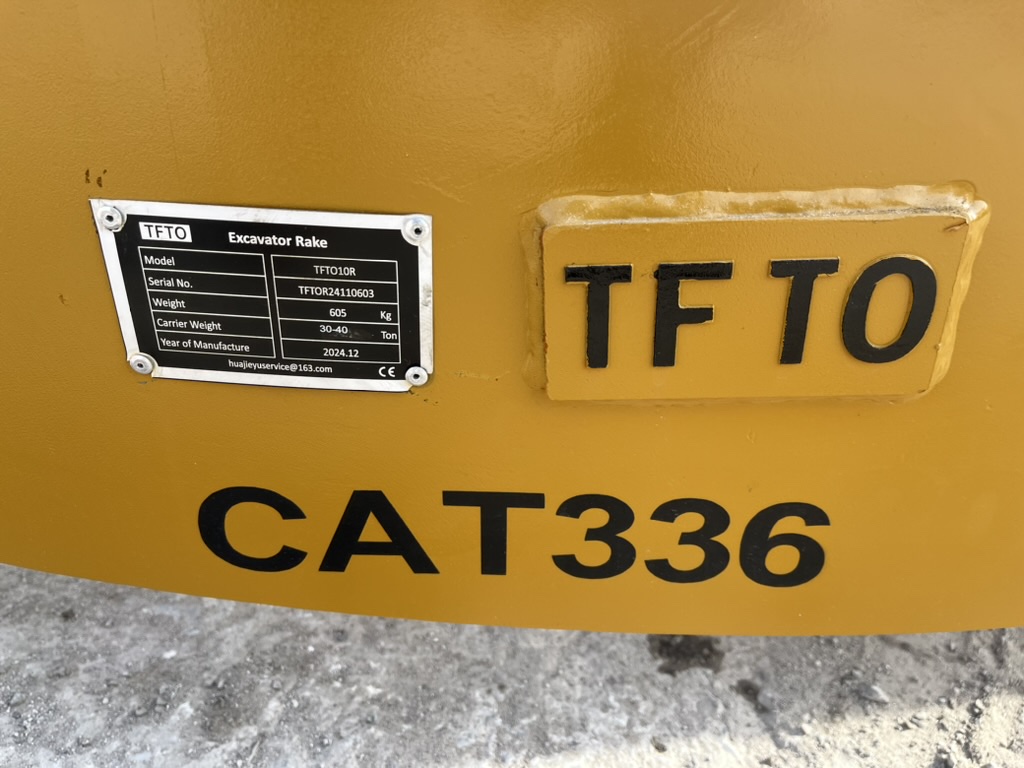 TFTO Excavator Rake
Model TFTO10R
Serial No. TFTOR24110603
Weight 605 Kg
Carrier Weight 30-40 Ton
Year of Manufacture 2024.12
huajieyuservice@163.com CE
TFTO
CAT336